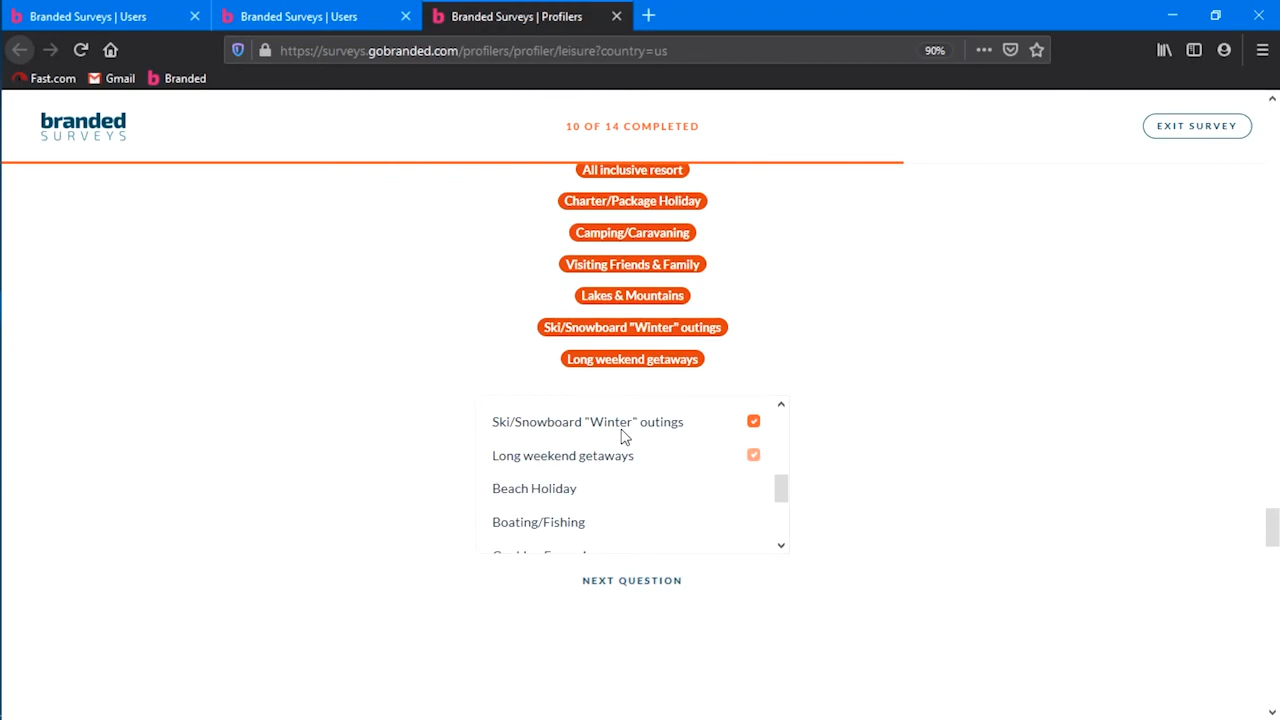 Branded Surveys | Users
Branded Surveys | Users
Branded Surveys | Profilers
https://surveys.gobranded.com/profilers/profiler/leisure?country=us
90%
Fast.com
Gmail
Branded
branded
SURVEYS
10 OF 14 COMPLETED
EXIT SURVEY
All inclusive resort
Charter/Package Holiday
Camping/Caravaning
Visiting Friends & Family
Lakes & Mountains
Ski/Snowboard "Winter" outings
Long weekend getaways
Ski/Snowboard "Winter" outings
Long weekend getaways
Beach Holiday
Boating/Fishing
NEXT QUESTION